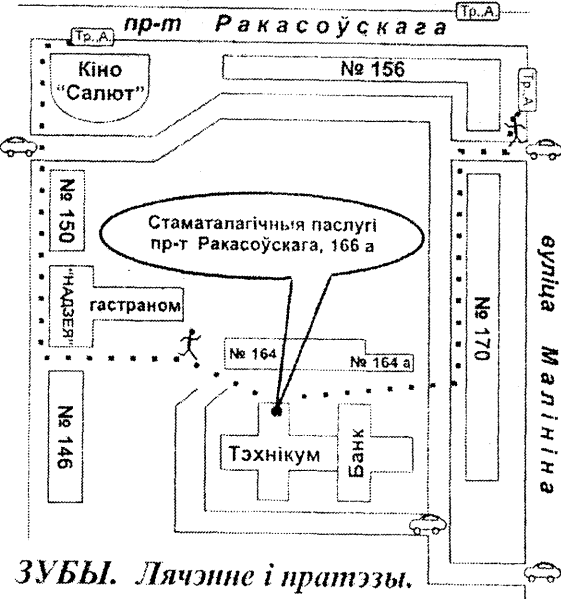 пр-т Ракасоўскага
Тр., А.
Тр., А.
Тр., А.
Кіно
“Салют”
№ 156
№ 150
Стаматалагічныя паслугі
пр-т Ракасоўскага, 166 а
вуліца Малініна
“НАДЗЕЯ”
гастраном
№ 170
№ 164
№ 164 а
№ 146
Тэхнікум
Банк
ЗУБЫ. Лячэнне і пратэзы.